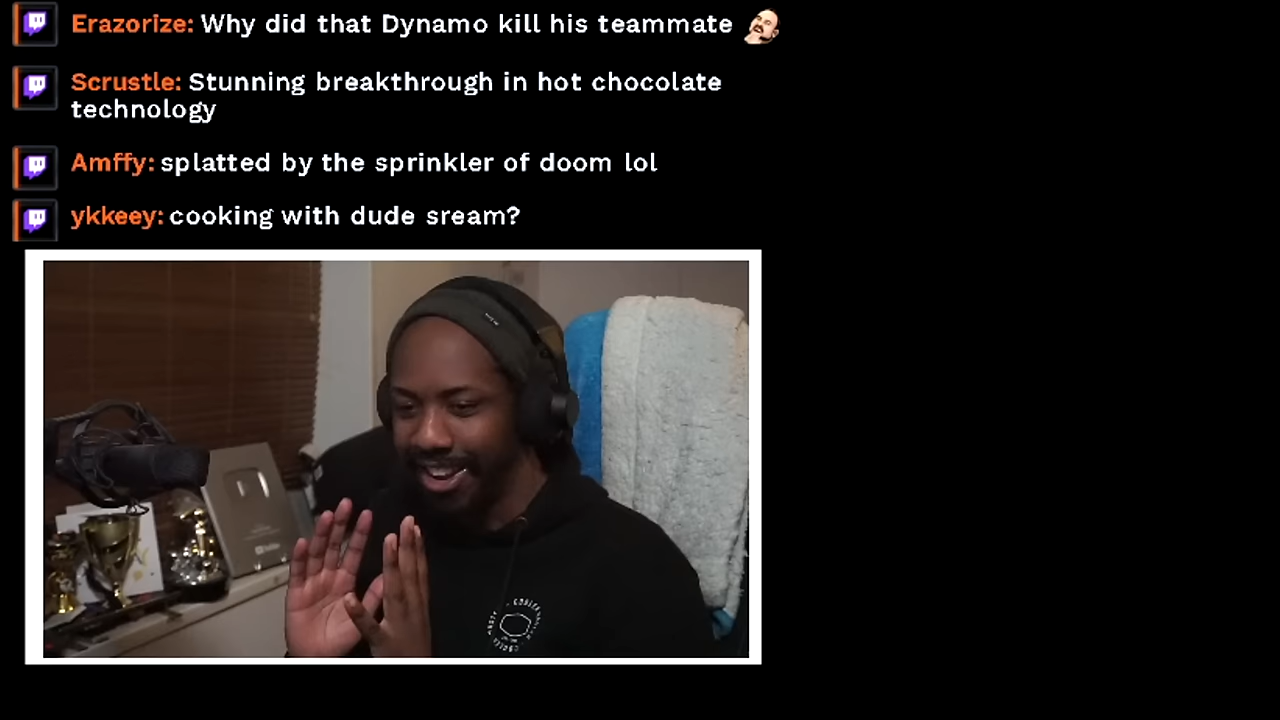 Erazorize: Why did that Dynamo kill his teammate
Scrustle: Stunning breakthrough in hot chocolate
technology
Amffy: splatted by the sprinkler of doom lol
ykkeey: cooking with dude sream?